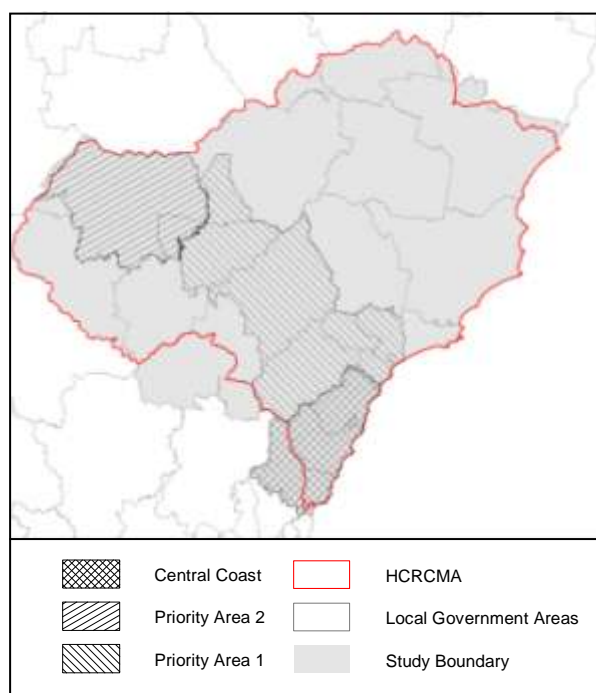 Central Coast
HCRCMA
Priority Area 2
Local Government Areas
Priority Area 1
Study Boundary